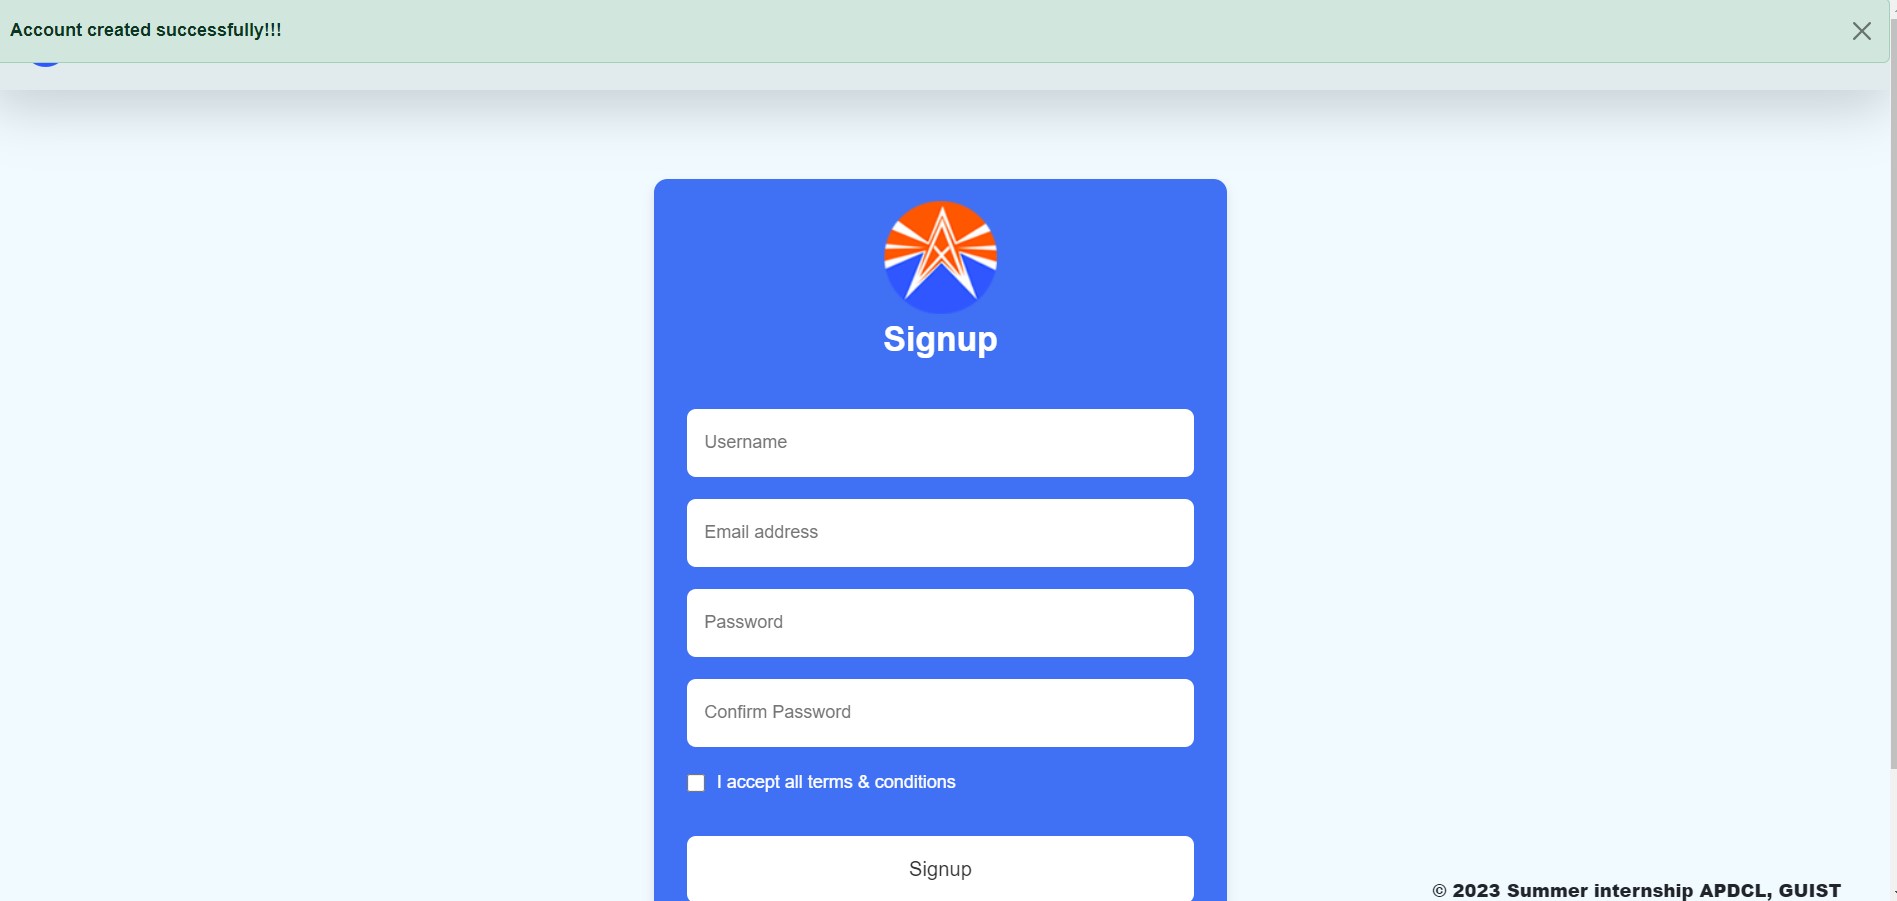 Account created successfully!!!
Signup
Username
Email address
Password
Confirm Password
I accept all terms & conditions
Signup
© 2023 Summer internship APDCL, GUIST